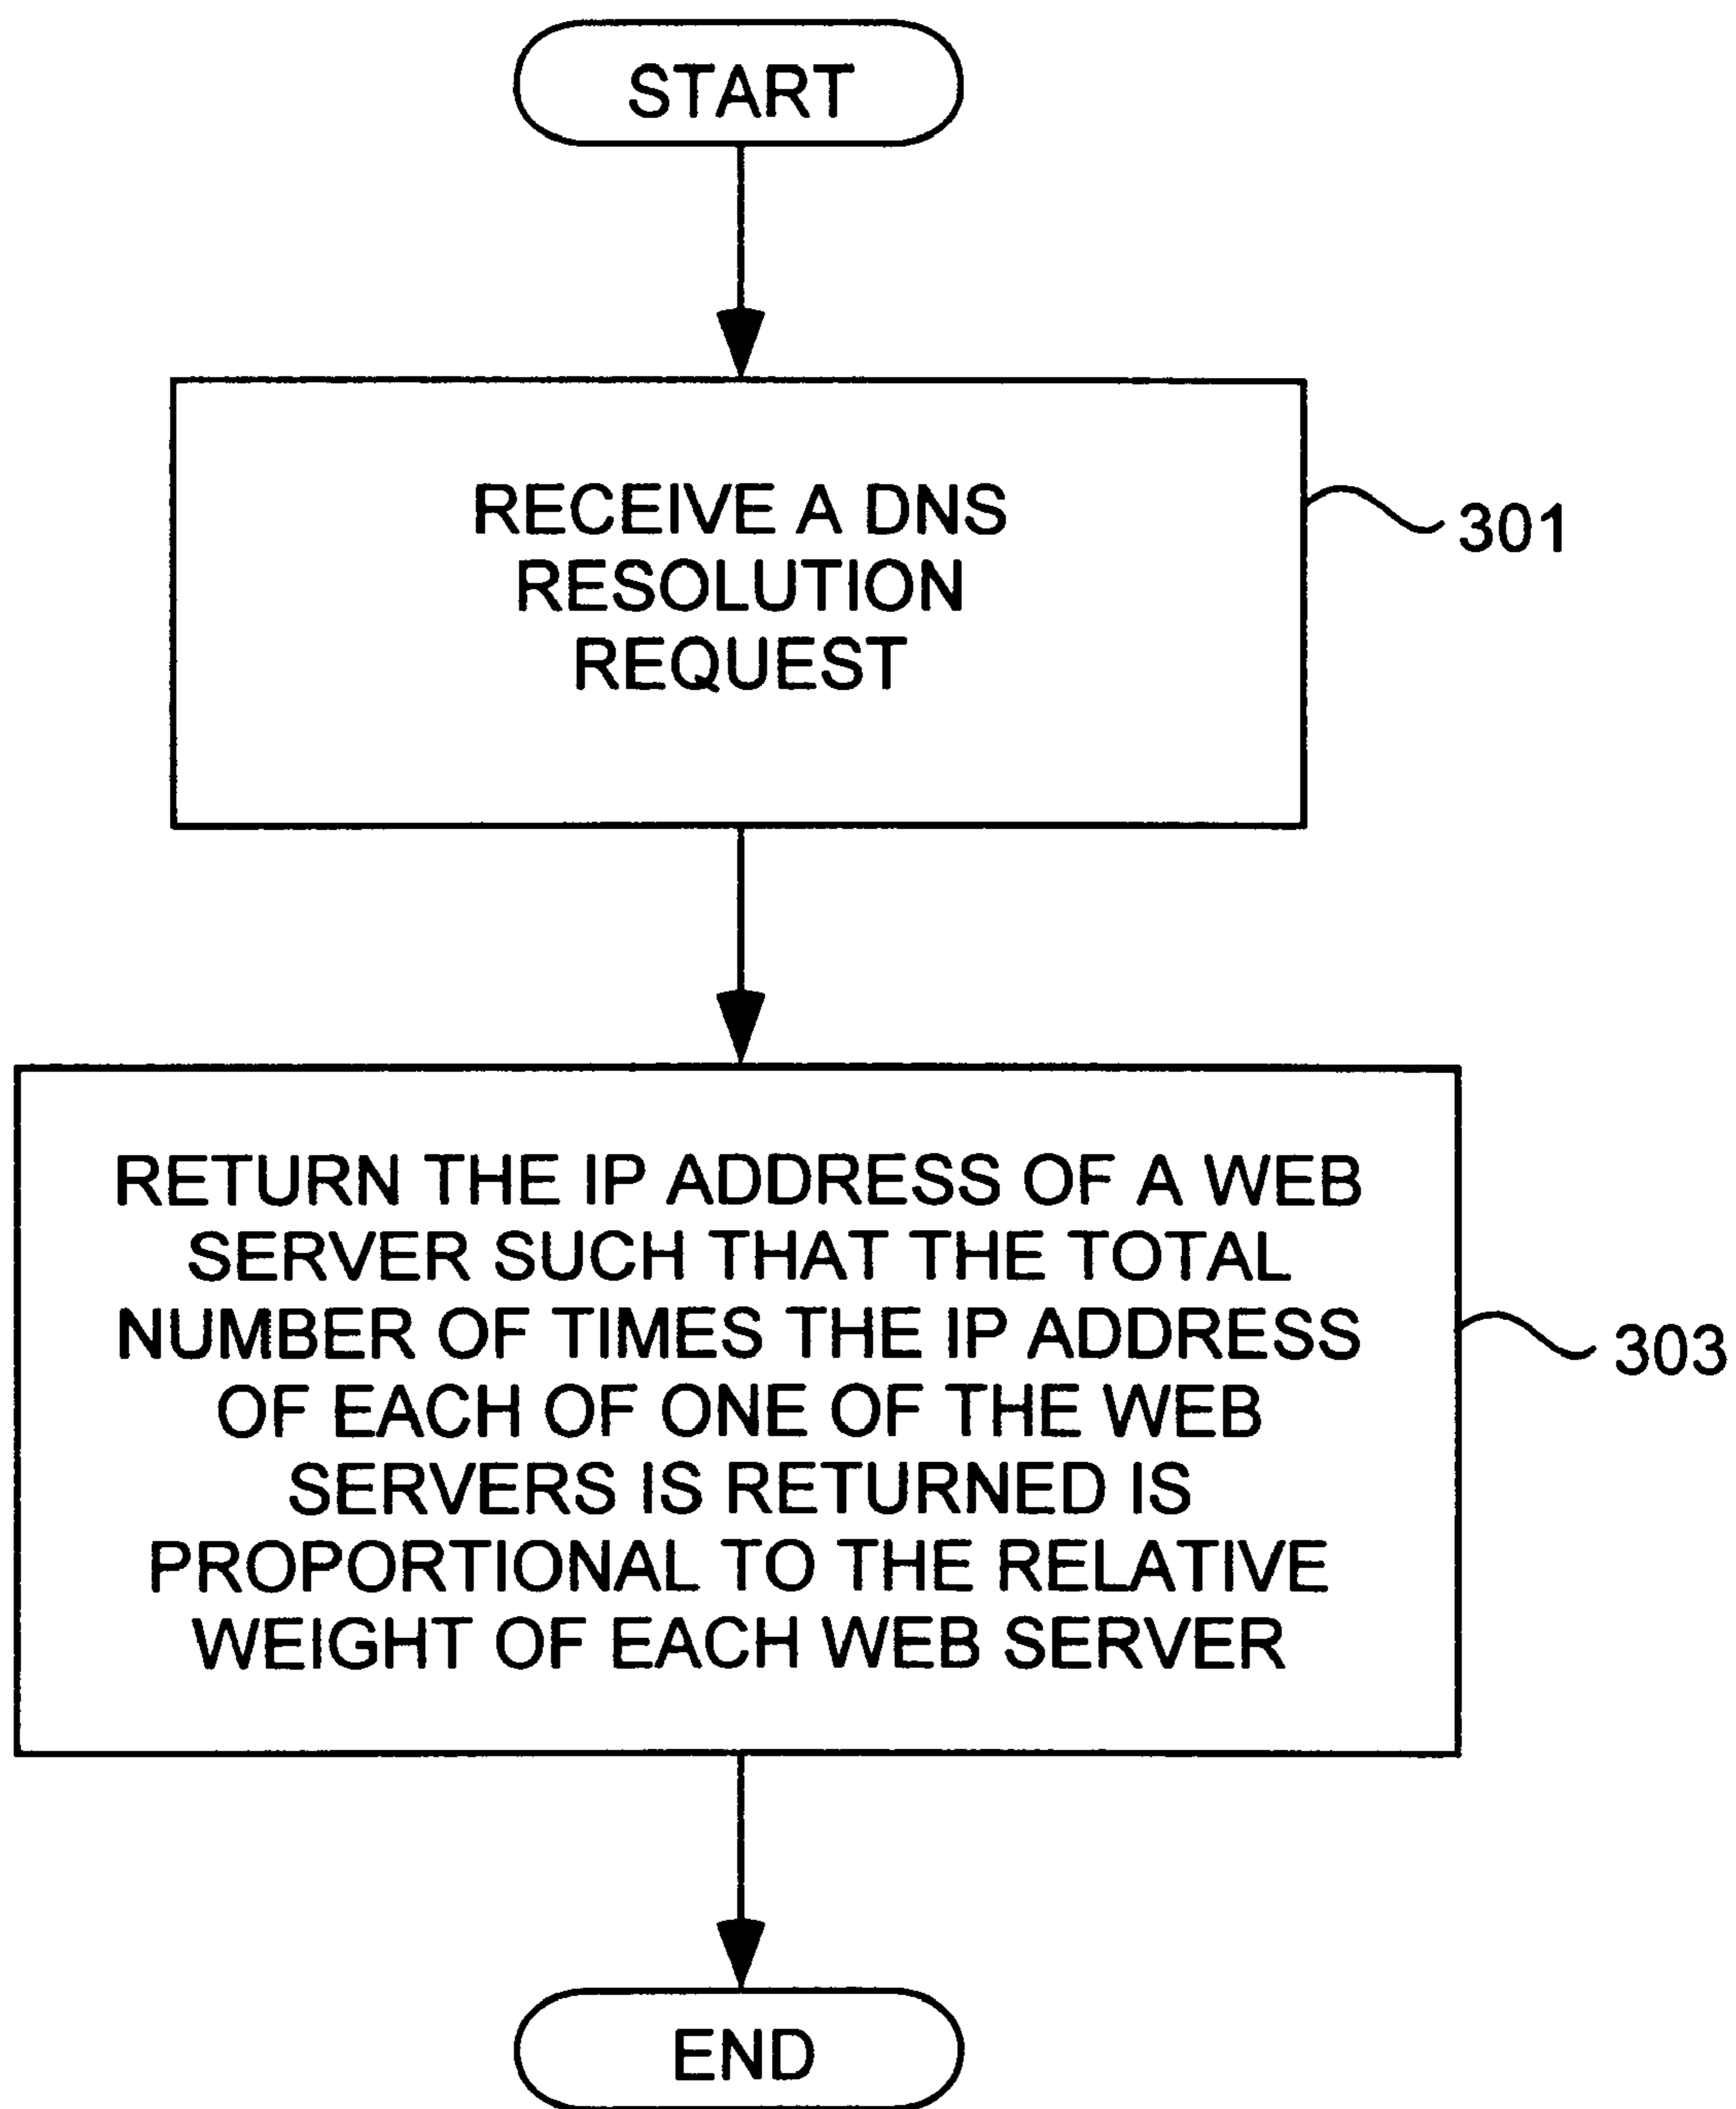 START
RECEIVE A DNS
RESOLUTION
REQUEST
301
RETURN THE IP ADDRESS OF A WEB
SERVER SUCH THAT THE TOTAL
NUMBER OF TIMES THE IP ADDRESS
OF EACH OF ONE OF THE WEB
SERVERS IS RETURNED IS
PROPORTIONAL TO THE RELATIVE
WEIGHT OF EACH WEB SERVER
303
END